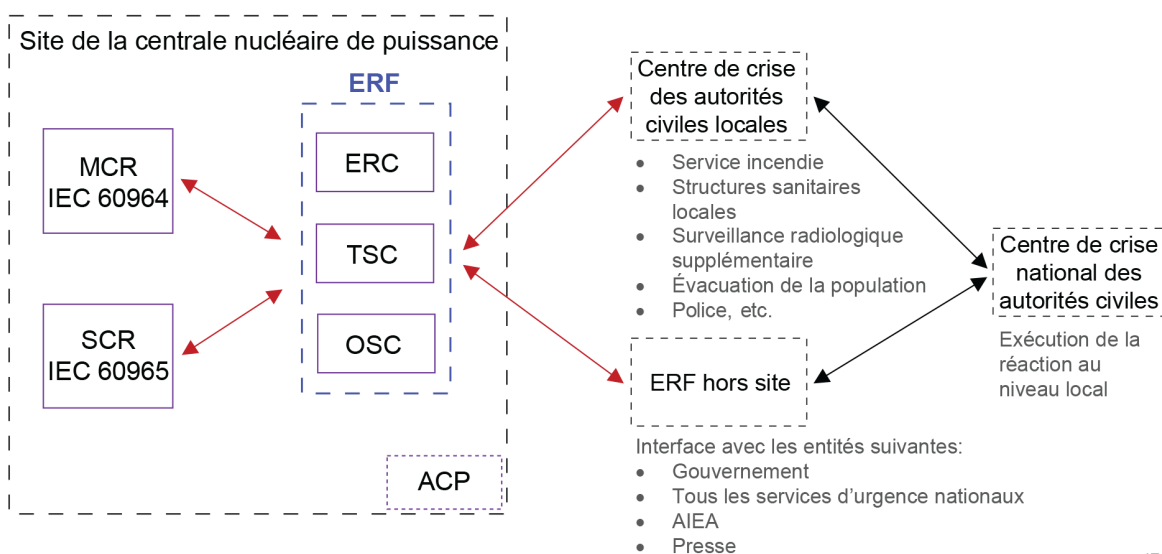 Site de la centrale nucléaire de puissance
ERF
MCR
IEC 60964
SCR
IEC 60965
ERC
TSC
OSC
ACP
Centre de crise
des autorités
civiles locales
• Service incendie
• Structures sanitaires
locales
• Surveillance radiologique
supplémentaire
• Évacuation de la population
• Police, etc.
ERF hors site
Interface avec les entités suivantes:
• Gouvernement
• Tous les services d'urgence nationaux
• AIEA
• Presse
Centre de crise
national des
autorités civiles
Exécution de la
réaction au
niveau local